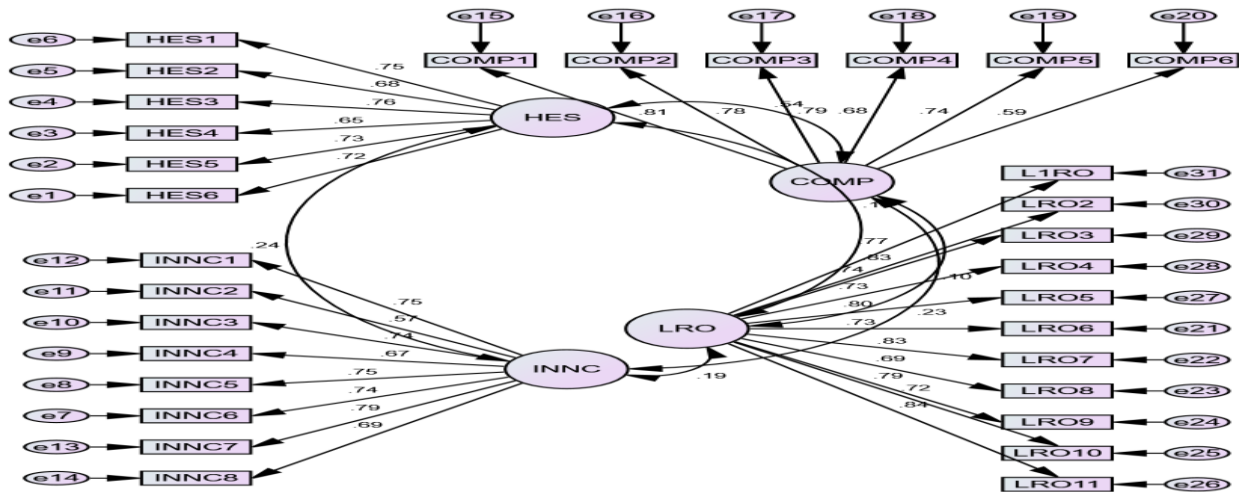 e15 e16 e17 e18 e19 e20
e6 HES1 COMP1 COMP2 COMP3 COMP4 COMP5 COMP6
e5 HES2
e4 HES3
e3 HES4
e2 HES5
e1 HES6
.75
.68
.76
.65
.73
.72
HES
.81 .78 .54 .79 .68 .74 .59
COMP
L1RO e31
LRO2 e30
LRO3 e29
LRO4 e28
LRO5 e27
LRO6 e21
LRO7 e22
LRO8 e23
LRO9 e24
LRO10 e25
LRO11 e26
.77
.83
.74
.73
.80
.73
.83
.69
.79
.72
.84
.10
.23
LRO
.24
.19
e12 INNC1
e11 INNC2
e10 INNC3
e9 INNC4
e8 INNC5
e7 INNC6
e13 INNC7
e14 INNC8
.75
.57
.74
.67
.75
.74
.79
.69
INNC